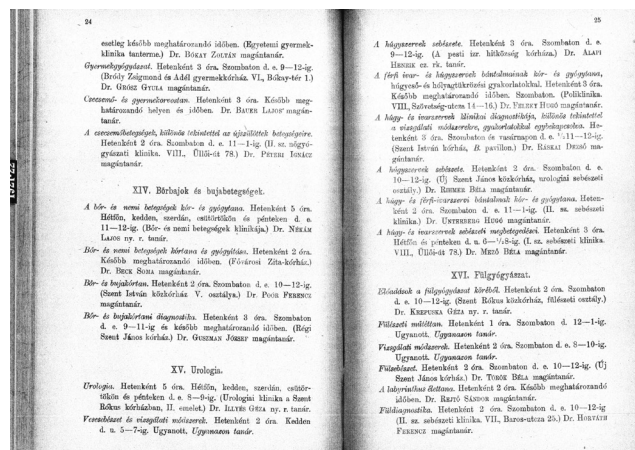 24
esetleg később meghatározandó időben. (Egyetemi gyermek-
klinika tanterme.) Dr. BÓKAY ZOLTÁN magántanár.
Gyermekgyógyászat. Hetenként 3 óra. Szombaton d. e. 9—12-ig.
(Bródy Zsigmond és Adél gyermekkórház. VI., Bókay-tér 1.)
Dr. GRÓSZ GYULA magántanár.
Csecsemő- és gyermekorvostan. Hetenként 3 óra. Később meg-
határozandó helyen és időben. Dr. BAUER LAJOS magán-
tanár.
A csecsemőbetegségek, különös tekintettel az újszülöttek betegségeire.
Hetenként 2 óra. Szombaton d. e. 11—1-ig. (II. sz. nőgyó-
gyászati klinika. VIII., Üllői-út 78.) Dr. PETÉNYI
magántanár.
XIV. Bőrbajok és bujabetegségek.
A bőr- és nemi betegségek kór- és gyógytana. Hetenként 5 óra.
Hétfőn, kedden, szerdán, csütörtökön és pénteken d. e.
11—12-ig. (Bőr- és nemi betegségek klinikája.) Dr. NÉKÁM
LAJOS ny. r. tanár.
Bőr- és nemi betegségek kórtana és gyógyítása. Hetenként 2 óra.
Később meghatározandó időben. (Fővárosi Zita-kórház.)
Dr. BECK SOMA magántanár.
Bőr- és bujakórtan. Hetenként 2 óra. Szombaton d. e. 10—12-ig.
(Szent István közkórház V. osztálya.) Dr. POÓR FERENCZ
magántanár.
Bőr- és bujakórtani diagnostika. Hetenként 3 óra. Szombaton
d. e. 9—11-ig és később meghatározandó időben. (Régi
Szent János kórház.) Dr. GUSZMAN JÓZSEF magántanár.
XV. Urologia.
Urologia. Hetenként 5 óra. Hétfőn, kedden, szerdán, csütör-
tökön és pénteken d. e. 8—9-ig. (Urologiai klinika a Szent
Rókus kórházban, II. emelet.) Dr. ILLYÉS GÉZA ny. r. tanár.
Vesesebészet és vizsgálati módszerek. Hetenként 2 óra. Kedden
d. u. 5—7-ig. Ugyanott. Ugyanazon tanár.
25
A húgyszervek sebészete. Hetenként 3 óra. Szombaton d. e.
9—12-ig. (A pesti izr. hitközség kórháza.) Dr. ALAPI
HENRIK cz. rk. tanár.
A férfi ivar- és húgyszervek bántalmainak kór- és gyógytana,
húgycső- és hólyagtükrözési gyakorlatokkal. Hetenként 3 óra.
Később meghatározandó időben. Szombaton. (Poliklinika.
VIII., Szövetség-utcza 14—16.) Dr. FELEKI HUGÓ magántanár.
A húgy- és ivarszervek klinikai diagnostikája, különös tekintettel
a vizsgálati módszerekre, gyakorlatokkal egybekapcsolva. He-
tenként 3 óra. Szombaton és vasárnapon d. e. ½11—12-ig.
(Szent István kórház, B. pavillon.) Dr. RÁSKAI DEZSŐ ma-
gántanár.
A húgyszervek sebészete. Hetenként 2 óra. Szombaton d. e.
10—12-ig. (Új Szent János közkórház, urologiai sebészeti
osztály.) Dr. RIHMER BÉLA magántanár.
A húgy- és férfi-ivarszervi bántalmak kór- és gyógytana. Heten-
ként 2 óra. Szombaton d. e. 11—1-ig. (II. sz. sebészeti
klinika.) Dr. UNTERBERG HUGÓ magántanár.
A húgy- és ivarszervek sebészeti megbetegedései. Hetenként 3 óra.
Hétfőn és pénteken d. u. 6—½8-ig. (I. sz. sebészeti klinika.
VIII., Üllői-út 78.) Dr. MEZŐ BÉLA magántanár.
XVI. Fülgyógyászat.
Előadások a fülgyógyászat köréből. Hetenként 2 óra. Szombaton
d. e. 10—12-ig. (Szent Rókus közkórház, fülészeti osztály.)
Dr. KREPUSKA GÉZA ny. r. tanár.
Fülészeti műtéttan. Hetenként 1 óra. Szombaton d. 12—1-ig.
Ugyanott. Ugyanazon tanár.
Vizsgálati módszerek. Hetenként 2 óra. Szombaton d. e. 8—10-ig.
Ugyanott. Ugyanazon tanár.
Fülsebészet. Hetenként 2 óra. Szombaton d. e. 10—12-ig. (Új
Szent János kórház.) Dr. TÖRÖK BÉLA magántanár.
A labyrinthus élettana. Hetenként 2 óra. Később meghatározandó
időben. Dr. REJTŐ SÁNDOR magántanár.
Füldiagnostika. Hetenként 2 óra. Szombaton d. e. 10—12-ig
(II. sz. sebészeti klinika. VII., Baross-utcza 25.) Dr. HORVÁTH
FERENCZ magántanár.